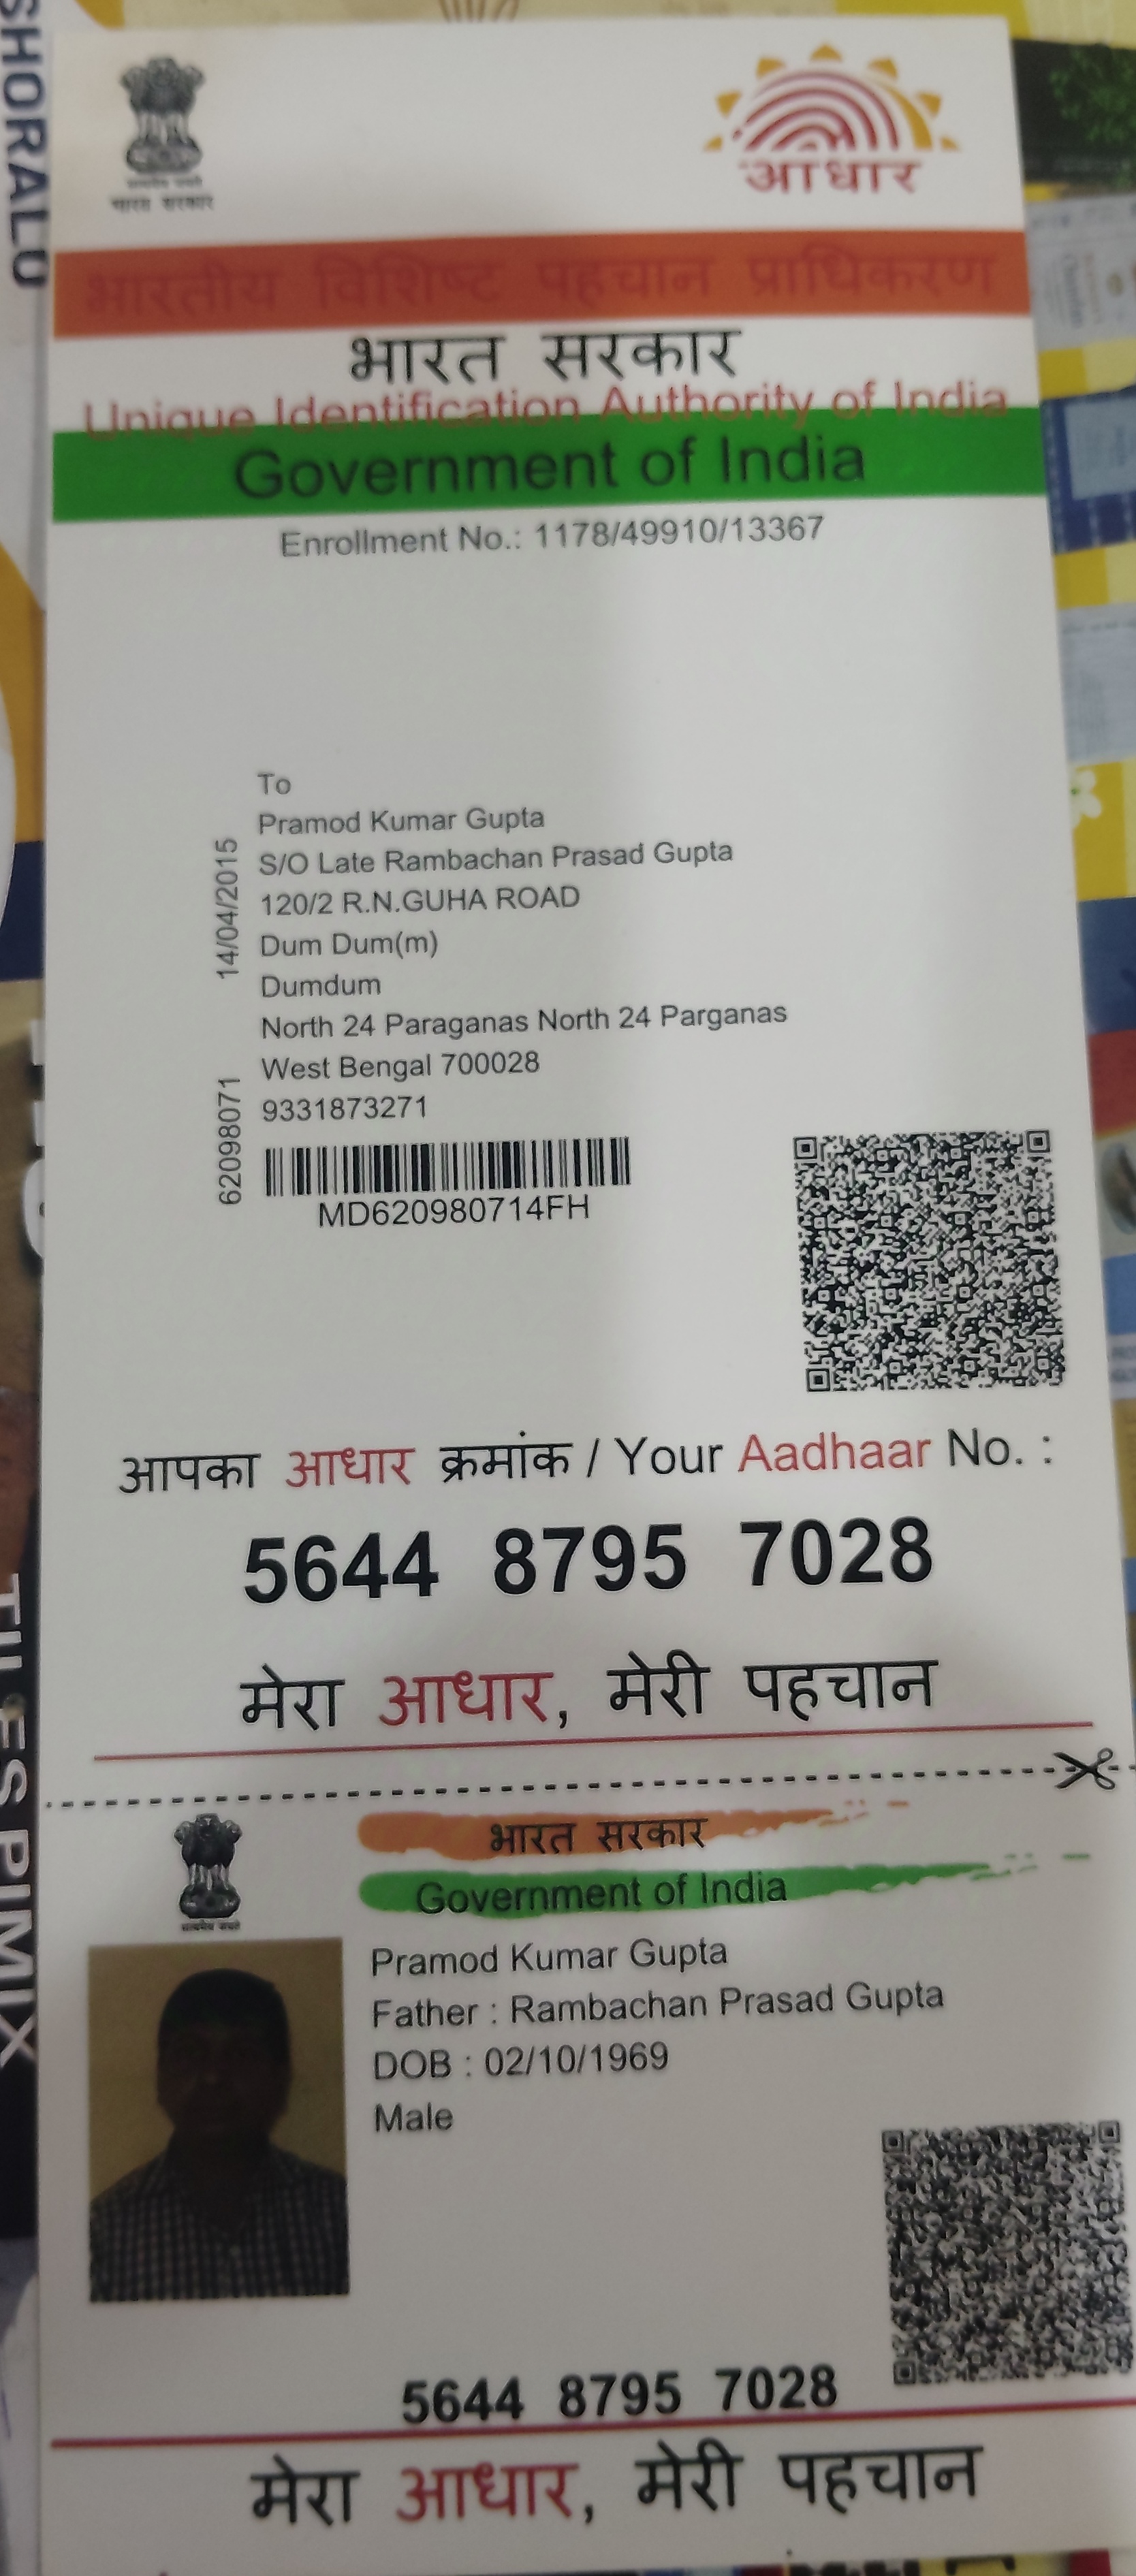 SHORALU
भारत सरकार
आधार
भारतीय विशिष्ट पहचान प्राधिकरण
भारत सरकार
Unique Identification Authority of India
Government of India
Enrollment No.: 1178/49910/13367
14/04/2015
62098071
To
Pramod Kumar Gupta
S/O Late Rambachan Prasad Gupta
120/2 R.N.GUHA ROAD
Dum Dum(m)
Dumdum
North 24 Paraganas North 24 Parganas
West Bengal 700028
9331873271
MD620980714FH
आपका आधार क्रमांक / Your Aadhaar No. :
5644 8795 7028
मेरा आधार, मेरी पहचान
भारत सरकार
Government of India
Pramod Kumar Gupta
Father : Rambachan Prasad Gupta
DOB : 02/10/1969
Male
5644 8795 7028
मेरा आधार, मेरी पहचान